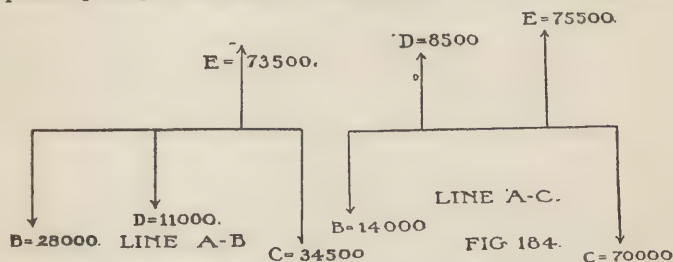 E=75500.
D=8500
E= 73500.
LINE A-C.
D=11000.
B=14000
B=28000. LINE A-B
FIG 184.
C=34500
C=70000